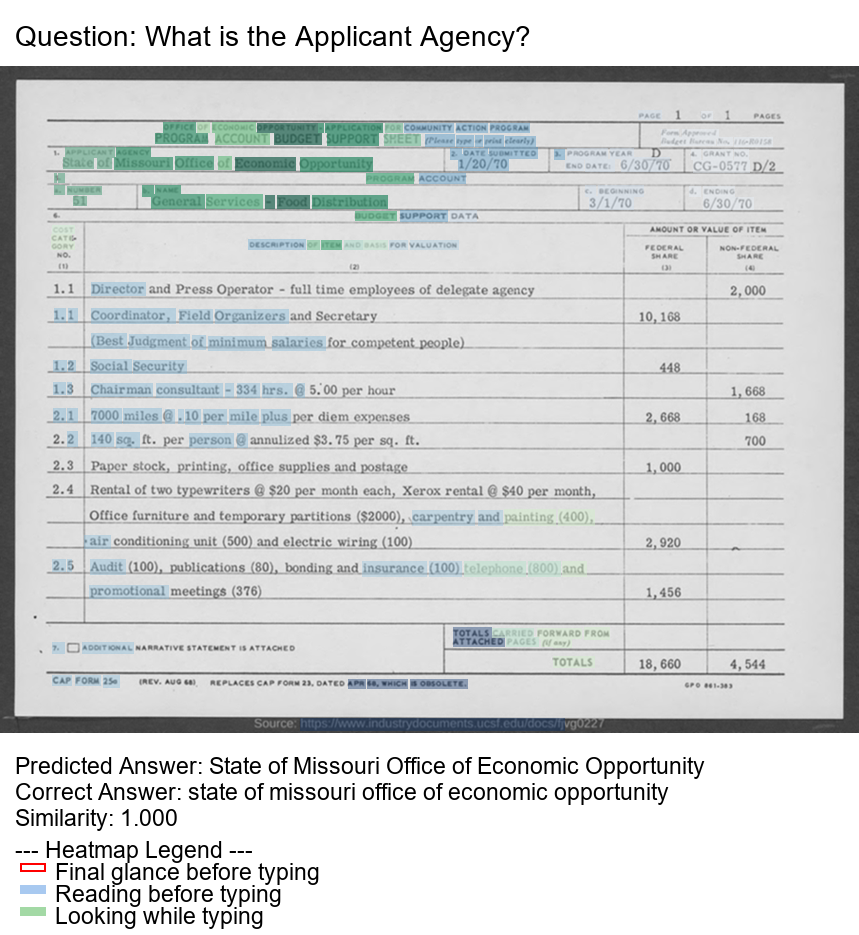 Question: What is the Applicant Agency?
PAGE 1 OF 1 PAGES
OFFICE OF ECONOMIC OPPORTUNITY - APPLICATION FOR COMMUNITY ACTION PROGRAM
PROGRAM ACCOUNT BUDGET SUPPORT SHEET (Please type or print clearly)
Form Approved
Budget Bureau No. 116-R0158
1. APPLICANT AGENCY
State of Missouri Office of Economic Opportunity
2. DATE SUBMITTED
1/20/70
3. PROGRAM YEAR D
END DATE: 6/30/70
4. GRANT NO.
CG-0577 D/2
5. PROGRAM ACCOUNT
a. NUMBER
51
b. NAME
General Services - Food Distribution
c. BEGINNING
3/1/70
d. ENDING
6/30/70
6. BUDGET SUPPORT DATA
COST CATE- GORY NO. (1)
DESCRIPTION OF ITEM AND BASIS FOR VALUATION
(2)
AMOUNT OR VALUE OF ITEM
FEDERAL SHARE (3)
NON-FEDERAL SHARE (4)
1.1 Director and Press Operator - full time employees of delegate agency 2,000
1.1 Coordinator, Field Organizers and Secretary 10,168
(Best Judgment of minimum salaries for competent people)
1.2 Social Security 448
1.3 Chairman consultant - 334 hrs. @ 5.00 per hour 1,668
2.1 7000 miles @ .10 per mile plus per diem expenses 2,668 168
2.2 140 sq. ft. per person @ annulized $3.75 per sq. ft. 700
2.3 Paper stock, printing, office supplies and postage 1,000
2.4 Rental of two typewriters @ $20 per month each, Xerox rental @ $40 per month,
Office furniture and temporary partitions ($2000), carpentry and painting (400),
air conditioning unit (500) and electric wiring (100) 2,920
2.5 Audit (100), publications (80), bonding and insurance (100) telephone (800) and
promotional meetings (376) 1,456
7. ADDITIONAL NARRATIVE STATEMENT IS ATTACHED
TOTALS CARRIED FORWARD FROM
ATTACHED PAGES (If any)
TOTALS 18,660 4,544
CAP FORM 25e (REV. AUG 68) REPLACES CAP FORM 23, DATED APR 68, WHICH IS OBSOLETE.
GPO 861-383
Source: https://www.industrydocuments.ucsf.edu/docs/fjvg0227
Predicted Answer: State of Missouri Office of Economic Opportunity
Correct Answer: state of missouri office of economic opportunity
Similarity: 1.000
--- Heatmap Legend ---
Final glance before typing
Reading before typing
Looking while typing